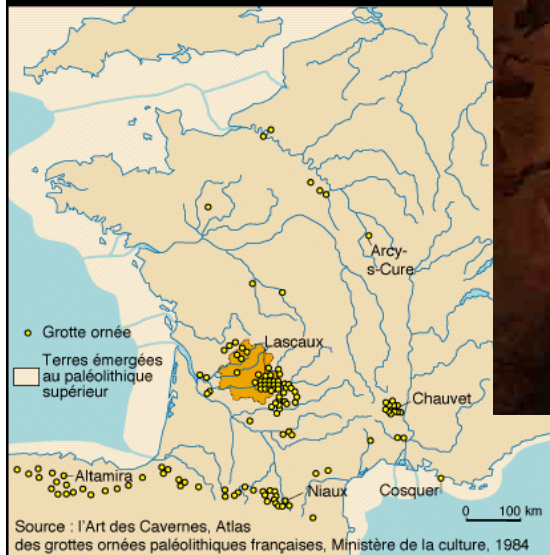 Arcy-
s-Cure
Lascaux
Grotte ornée
Terres émergées
au paléolithique
supérieur
Chauvet
Altamira
Niaux
Cosquer
0 100 km
Source : l'Art des Cavernes, Atlas
des grottes ornées paléolithiques françaises, Ministère de la culture, 1984